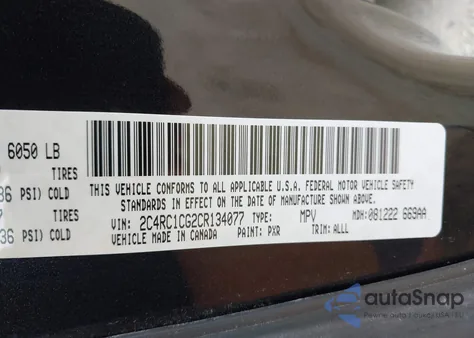 6050 LB
TIRES
36 PSI) COLD
TIRES
36 PSI) COLD
THIS VEHICLE CONFORMS TO ALL APPLICABLE U.S.A. FEDERAL MOTOR VEHICLE SAFETY
STANDARDS IN EFFECT ON THE DATE OF MANUFACTURE SHOWN ABOVE.
VIN: 2C4RC1CG2CR134077 TYPE: MPV MDH: 081222 669AA
VEHICLE MADE IN CANADA PAINT: PXR TRIM: ALLL
autoSnap